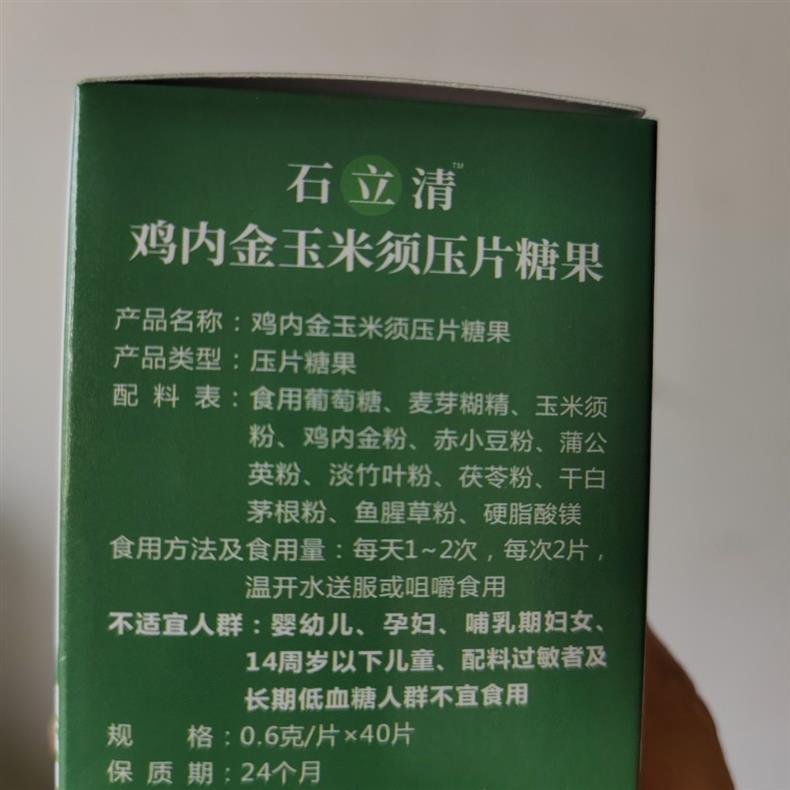 石立清™
鸡内金玉米须压片糖果
产品名称：鸡内金玉米须压片糖果
产品类型：压片糖果
配 料 表：食用葡萄糖、麦芽糊精、玉米须
粉、鸡内金粉、赤小豆粉、蒲公
英粉、淡竹叶粉、茯苓粉、干白
茅根粉、鱼腥草粉、硬脂酸镁
食用方法及食用量：每天1~2次，每次2片，
温开水送服或咀嚼食用
不适宜人群：婴幼儿、孕妇、哺乳期妇女、
14周岁以下儿童、配料过敏者及
长期低血糖人群不宜食用
规 格：0.6克/片×40片
保 质 期：24个月